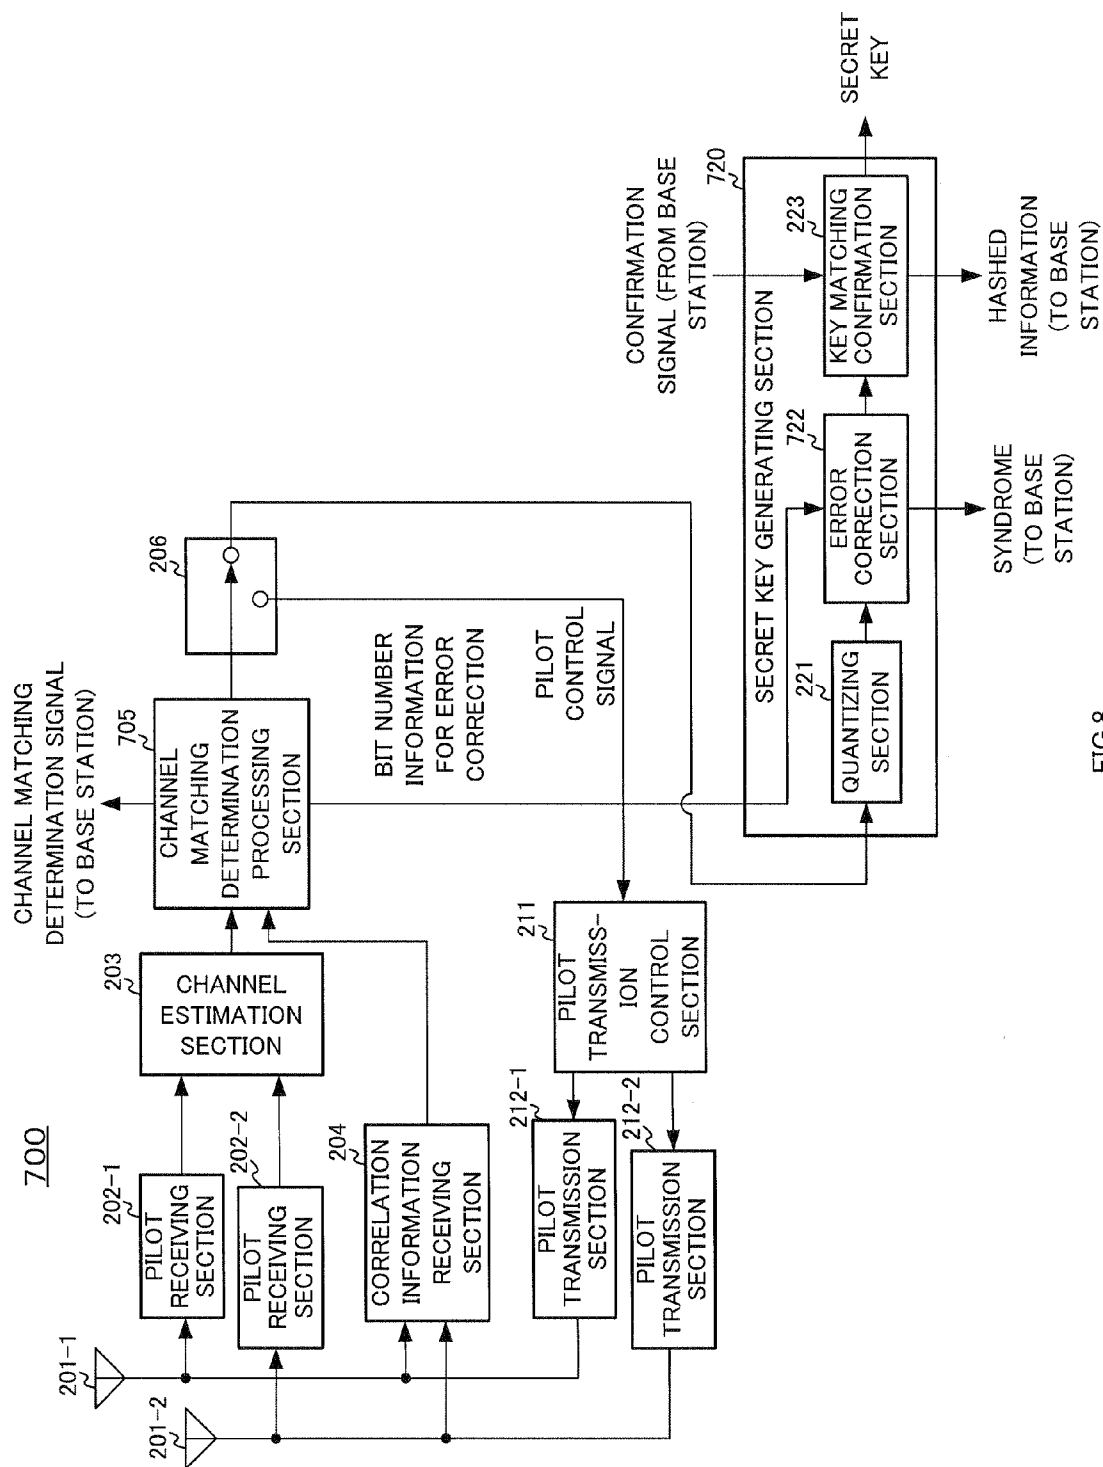 700
201-1
201-2
202-1
PILOT
RECEIVING
SECTION
202-2
PILOT
RECEIVING
SECTION
204
CORRELATION
INFORMATION
RECEIVING
SECTION
203
CHANNEL
ESTIMATION
SECTION
CHANNEL MATCHING
DETERMINATION SIGNAL
(TO BASE STATION)
705
CHANNEL
MATCHING
DETERMINATION
PROCESSING
SECTION
206
BIT NUMBER
INFORMATION
FOR ERROR
CORRECTION
PILOT
CONTROL
SIGNAL
211
PILOT
TRANSMISS-
ION
CONTROL
SECTION
212-1
PILOT
TRANSMISSION
SECTION
212-2
PILOT
TRANSMISSION
SECTION
720
SECRET KEY GENERATING SECTION
221
QUANTIZING
SECTION
722
ERROR
CORRECTION
SECTION
223
KEY MATCHING
CONFIRMATION
SECTION
CONFIRMATION
SIGNAL (FROM BASE
STATION)
SECRET
KEY
SYNDROME
(TO BASE
STATION)
HASHED
INFORMATION
(TO BASE
STATION)
FIG.8